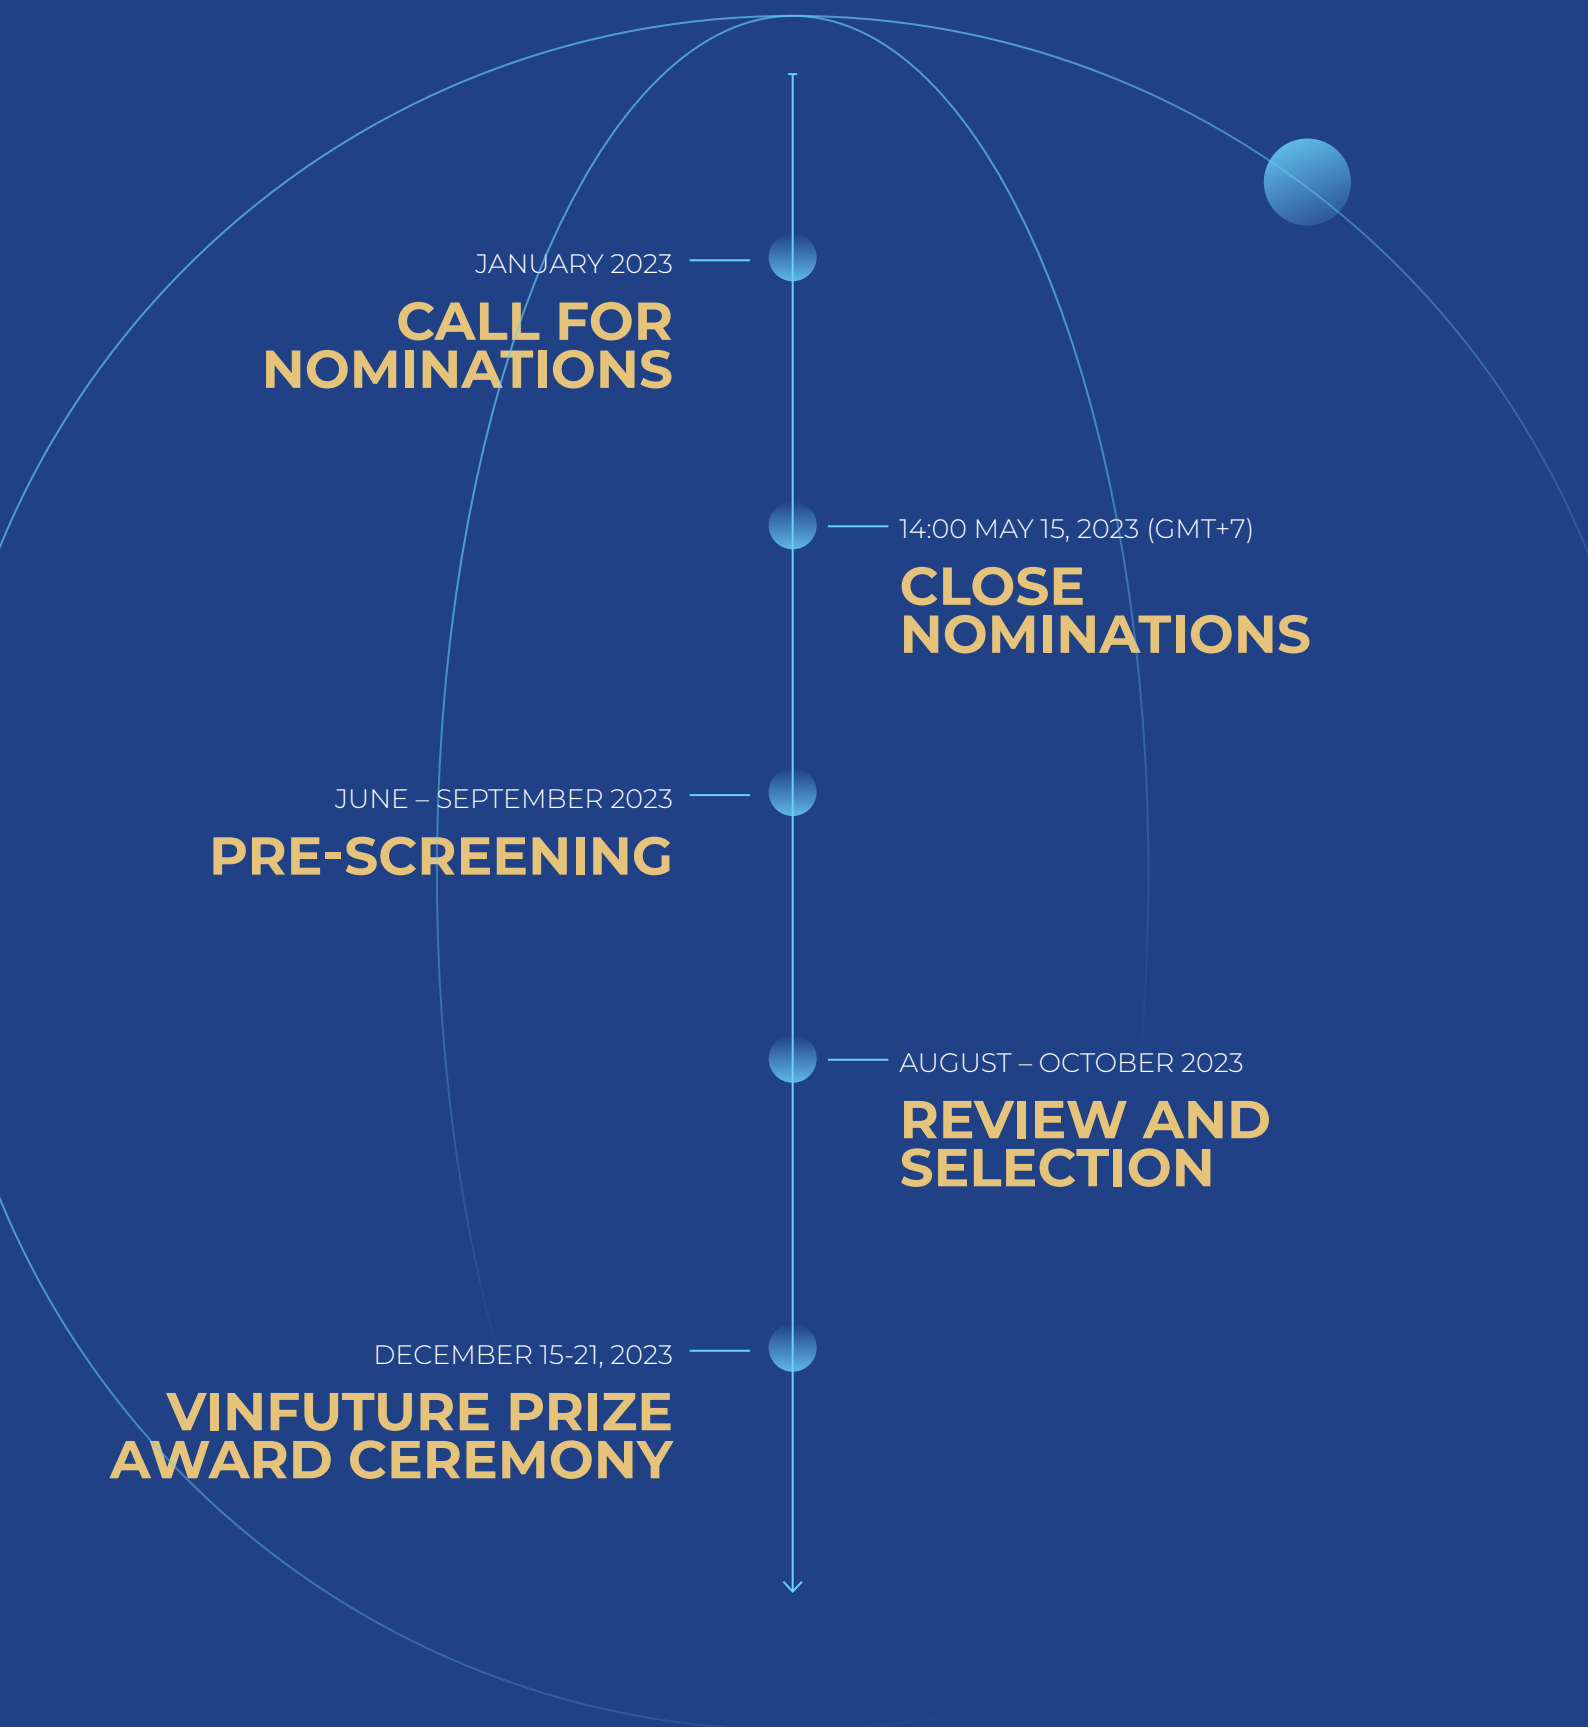 JANUARY 2023
CALL FOR
NOMINATIONS
14:00 MAY 15, 2023 (GMT+7)
CLOSE
NOMINATIONS
JUNE – SEPTEMBER 2023
PRE-SCREENING
AUGUST – OCTOBER 2023
REVIEW AND
SELECTION
DECEMBER 15-21, 2023
VINFUTURE PRIZE
AWARD CEREMONY